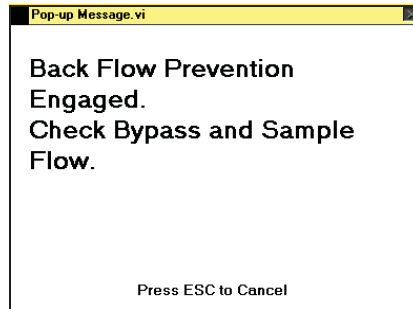 Pop-up Message.vi
Back Flow Prevention
Engaged.
Check Bypass and Sample
Flow.
Press ESC to Cancel